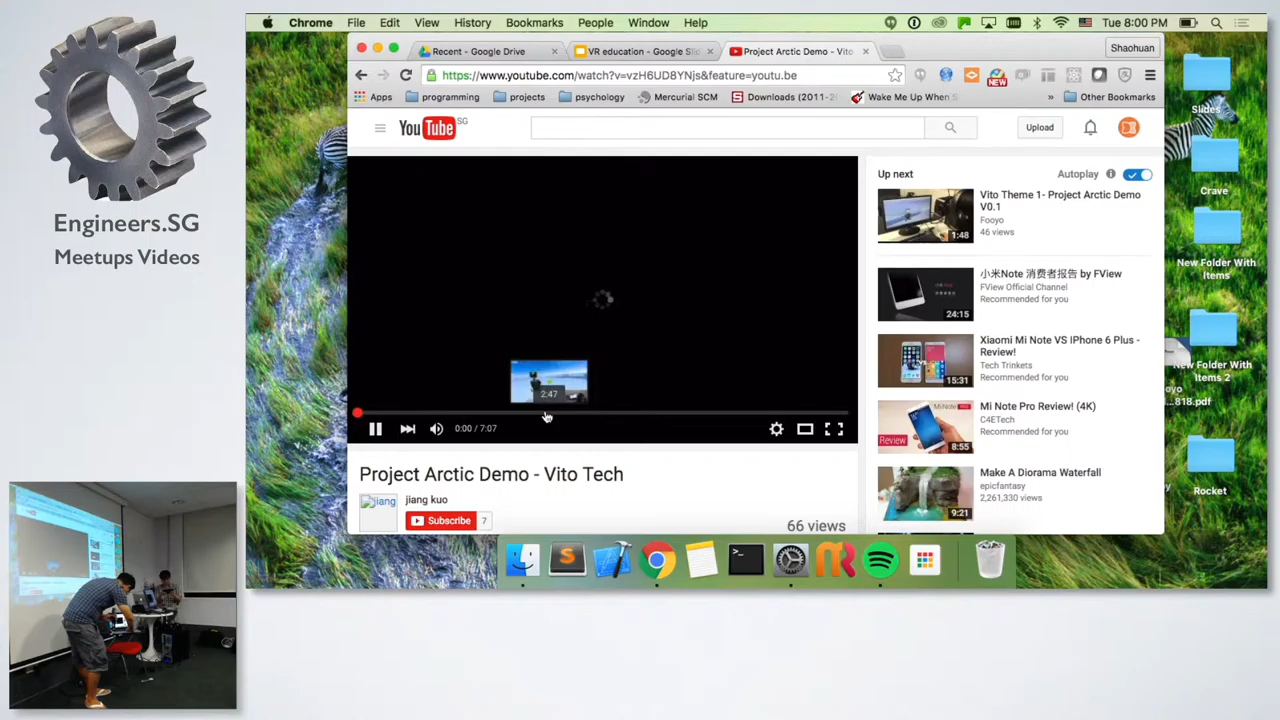 Engineers.SG
Meetups Videos
Chrome File Edit View History Bookmarks People Window Help
Tue 8:00 PM
Recent - Google Drive
VR education - Google Sli
Project Arctic Demo - Vito
Shaohuan
https://www.youtube.com/watch?v=vzH6UD8YNjs&feature=youtu.be
NEW
Apps programming projects psychology Mercurial SCM Downloads (2011-2 Wake Me Up When S » Other Bookmarks
YouTube SG
Upload
Up next
Autoplay
Vito Theme 1- Project Arctic Demo
V0.1
Fooyo
46 views
1:48
小米Note 消费者报告 by FView
FView Official Channel
Recommended for you
24:15
Xiaomi Mi Note VS IPhone 6 Plus -
Review!
Tech Trinkets
Recommended for you
15:31
Mi Note Pro Review! (4K)
C4ETech
Recommended for you
Review
8:55
Make A Diorama Waterfall
epicfantasy
2,261,330 views
9:21
2:47
0:00 / 7:07
Project Arctic Demo - Vito Tech
jiang
jiang kuo
Subscribe 7
66 views
Slides
Crave
New Folder With
Items
New Folder With
Items 2
818.pdf
Rocket